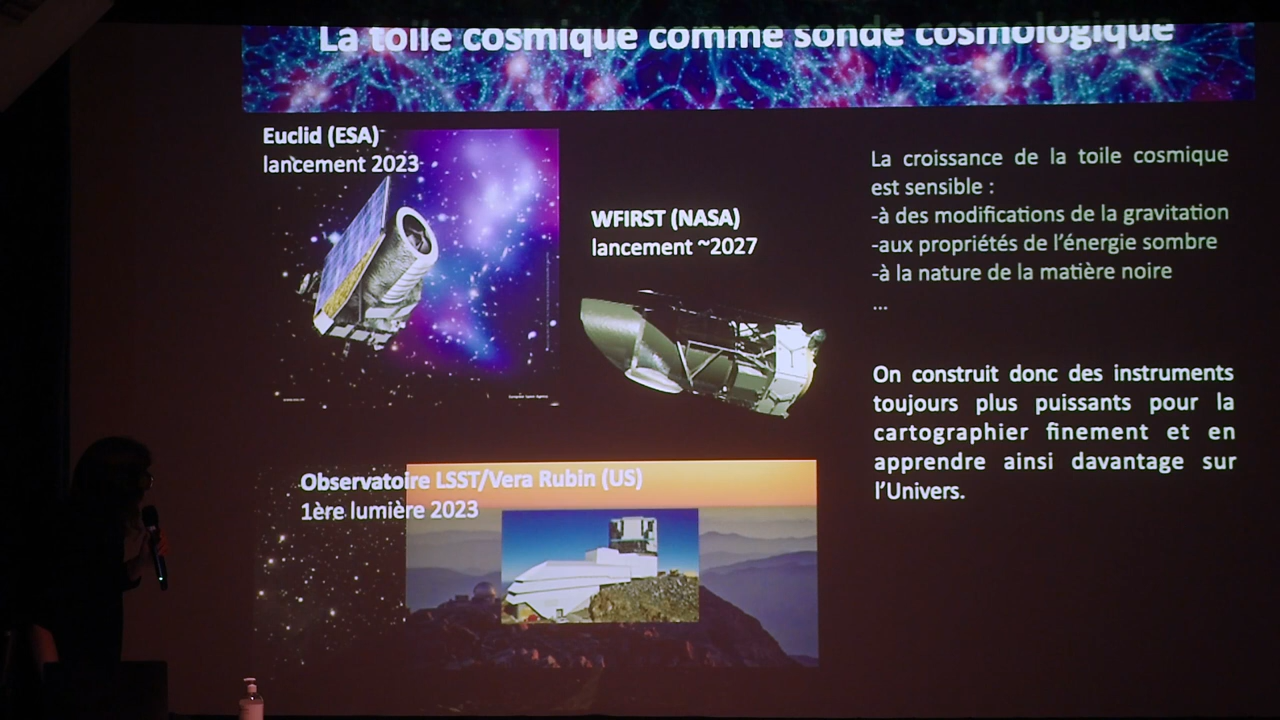 La toile cosmique comme sonde cosmologique
Euclid (ESA)
lancement 2023
WFIRST (NASA)
lancement ~2027
La croissance de la toile cosmique
est sensible :
-à des modifications de la gravitation
-aux propriétés de l'énergie sombre
-à la nature de la matière noire
...
On construit donc des instruments
toujours plus puissants pour la
cartographier finement et en
apprendre ainsi davantage sur
l'Univers.
Observatoire LSST/Vera Rubin (US)
1ère lumière 2023